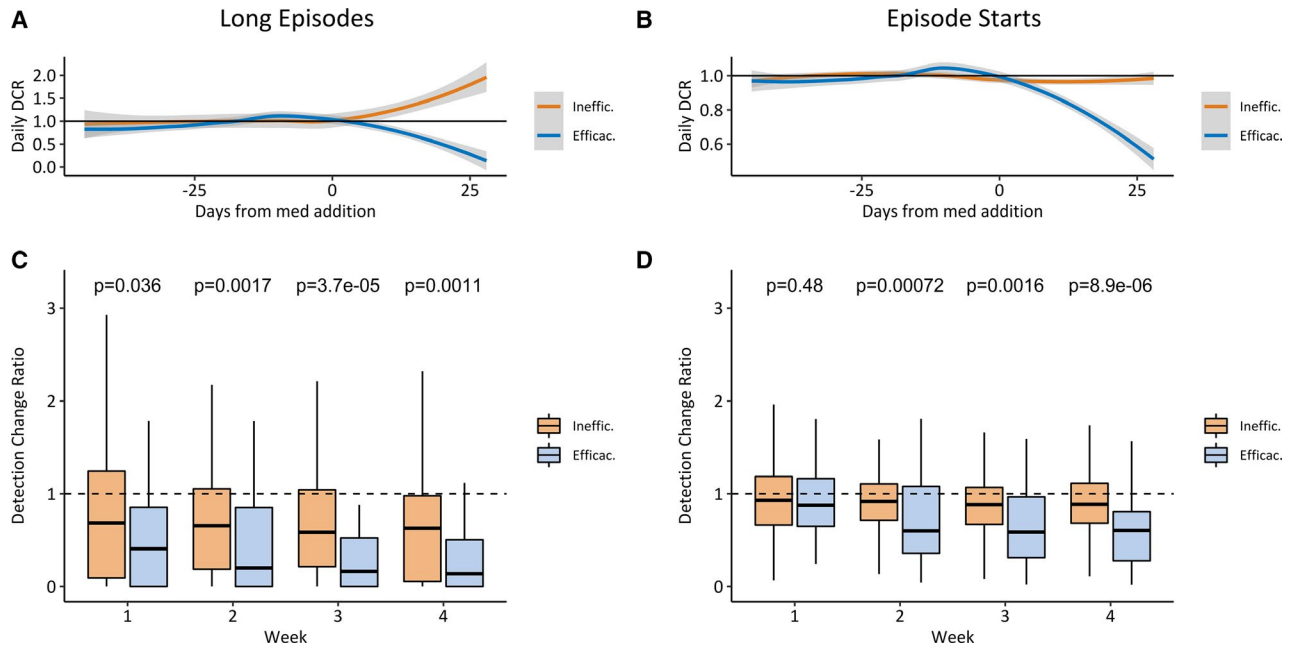 A
Long Episodes
Daily DCR
2.0
1.5
1.0
0.5
0.0
-25
0
25
Days from med addition
Ineffic.
Efficac.
B
Episode Starts
Daily DCR
1.0
0.8
0.6
-25
0
25
Days from med addition
Ineffic.
Efficac.
C
p=0.036 p=0.0017 p=3.7e-05 p=0.0011
Detection Change Ratio
3
2
1
0
1 2 3 4
Week
Ineffic.
Efficac.
D
p=0.48 p=0.00072 p=0.0016 p=8.9e-06
Detection Change Ratio
3
2
1
0
1 2 3 4
Week
Ineffic.
Efficac.